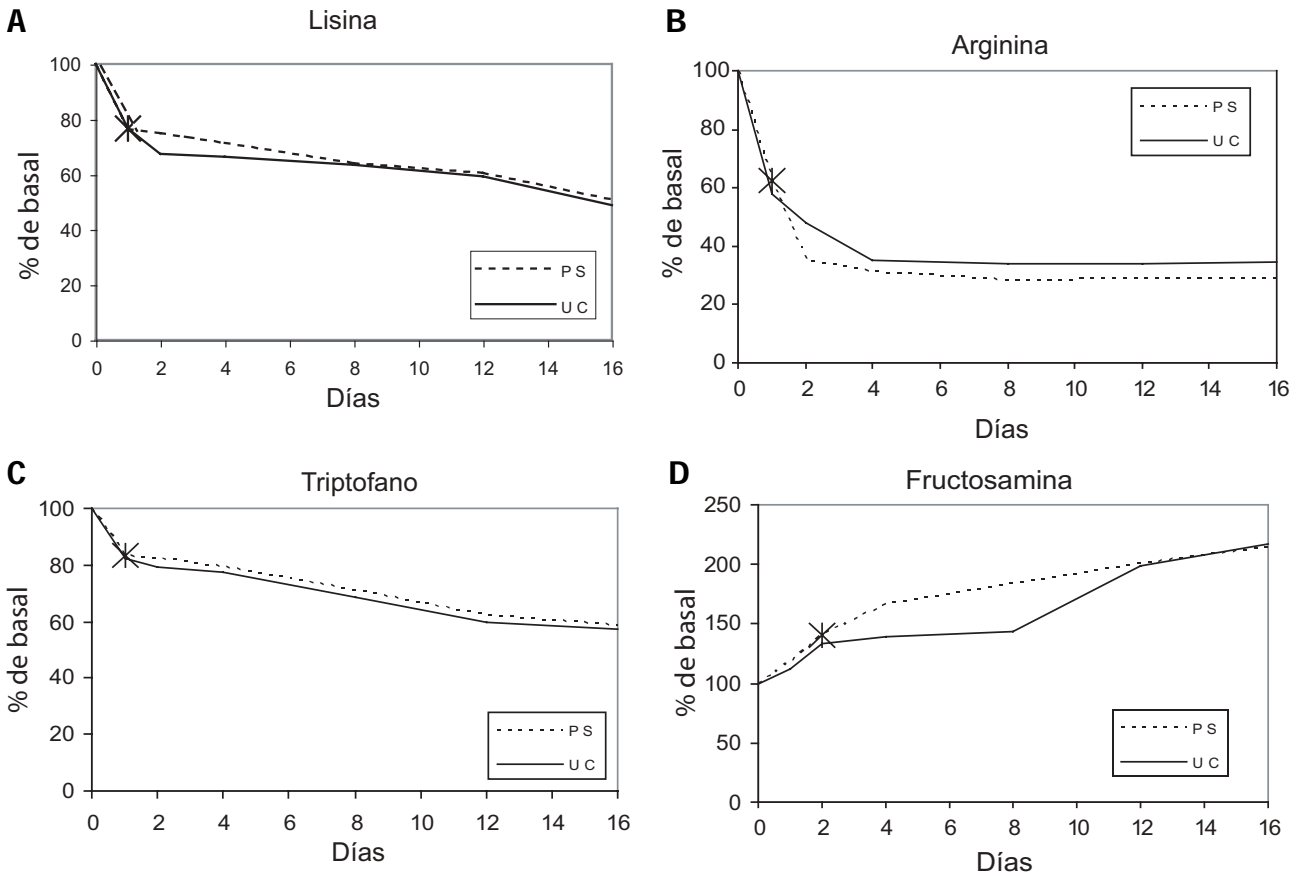 A
Lisina
% de basal
100
80
60
40
20
0
0 2 4 6 8 10 12 14 16
Días
P S
U C
B
Arginina
% de basal
100
80
60
40
20
0
0 2 4 6 8 10 12 14 16
Días
P S
U C
C
Triptofano
% de basal
100
80
60
40
20
0
0 2 4 6 8 10 12 14 16
Días
P S
U C
D
Fructosamina
% de basal
250
200
150
100
50
0
0 2 4 6 8 10 12 14 16
Días
P S
U C